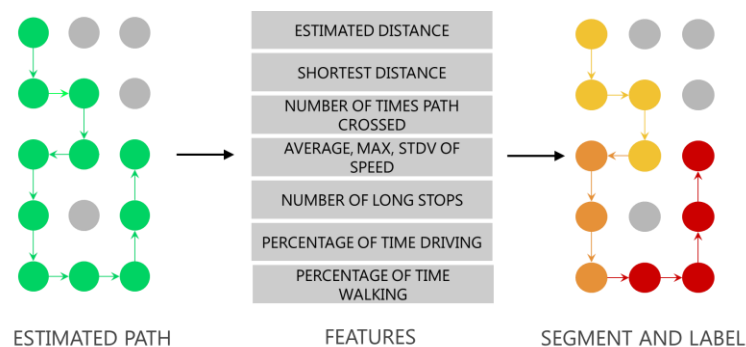 ESTIMATED DISTANCE
SHORTEST DISTANCE
NUMBER OF TIMES PATH
CROSSED
AVERAGE, MAX, STDV OF
SPEED
NUMBER OF LONG STOPS
PERCENTAGE OF TIME DRIVING
PERCENTAGE OF TIME
WALKING
ESTIMATED PATH
FEATURES
SEGMENT AND LABEL